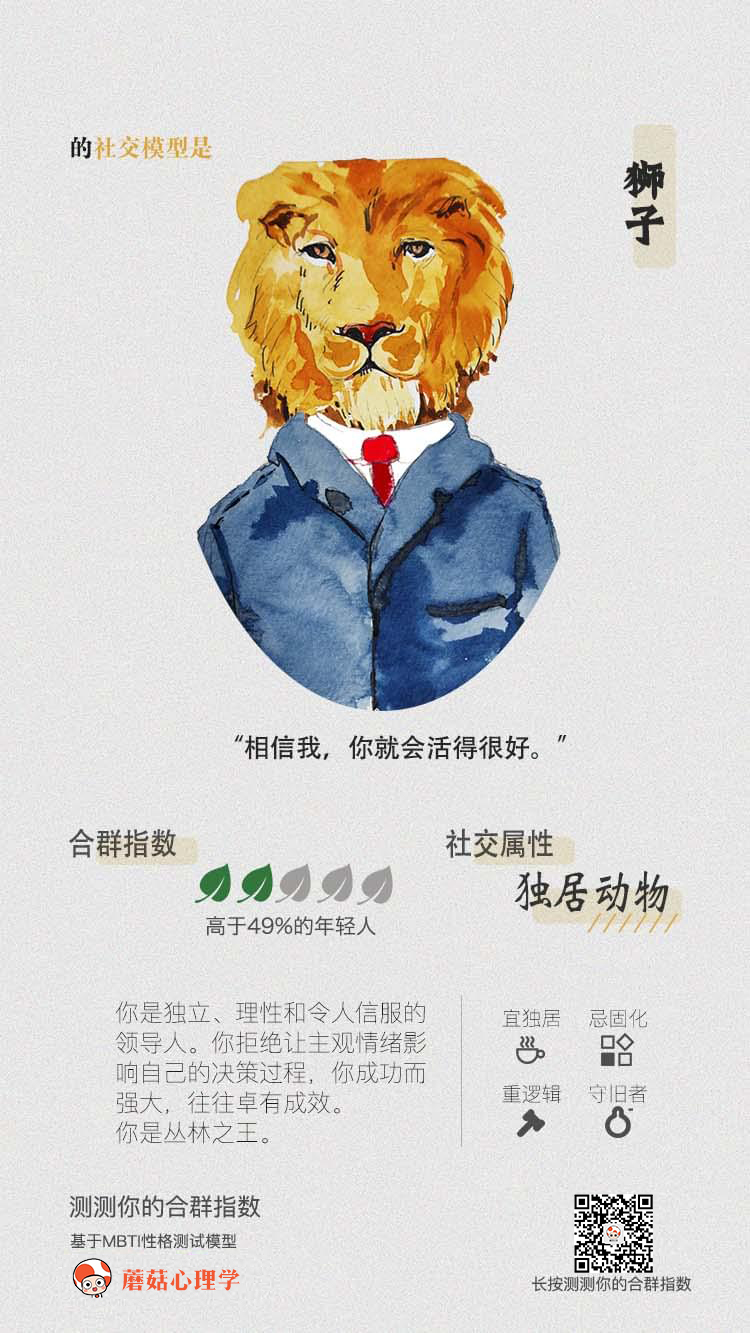 的社交模型是
狮子
“相信我，你就会活得很好。”
合群指数
高于49%的年轻人
社交属性
独居动物
你是独立、理性和令人信服的
领导人。你拒绝让主观情绪影
响自己的决策过程，你成功而
强大，往往卓有成效。
你是丛林之王。
宜独居 忌固化
重逻辑 守旧者
测测你的合群指数
基于MBTI性格测试模型
蘑菇心理学
长按测测你的合群指数